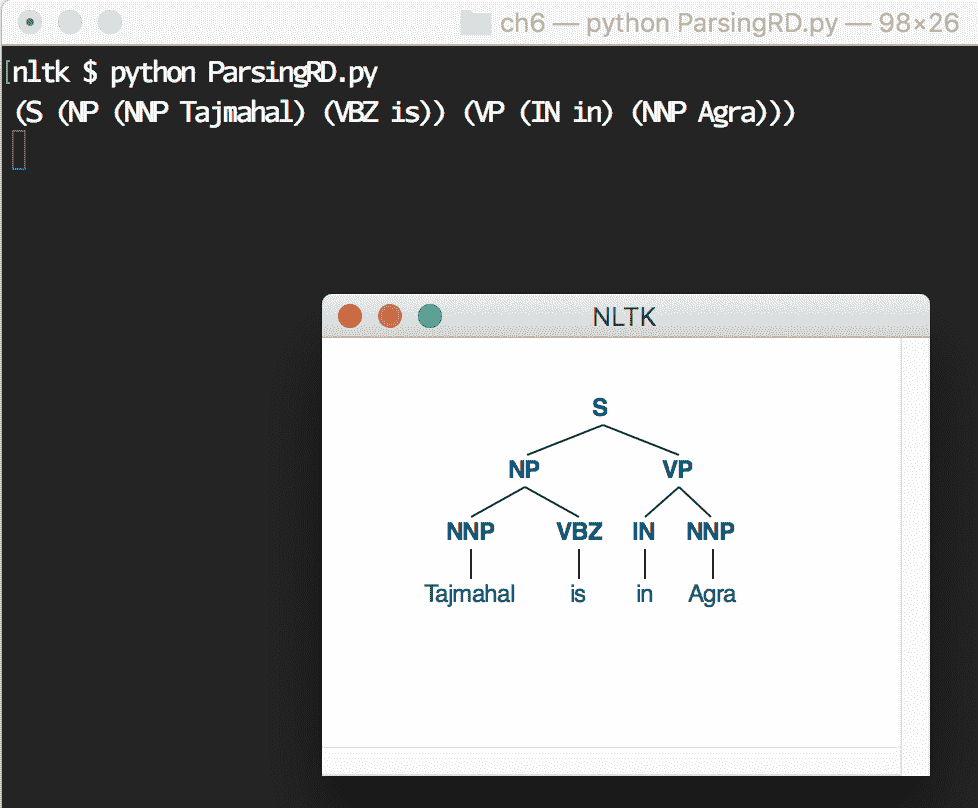 ch6 — python ParsingRD.py — 98×26
[nltk $ python ParsingRD.py
(S (NP (NNP Tajmahal) (VBZ is)) (VP (IN in) (NNP Agra)))
NLTK
S
NP VP
NNP VBZ IN NNP
Tajmahal is in Agra